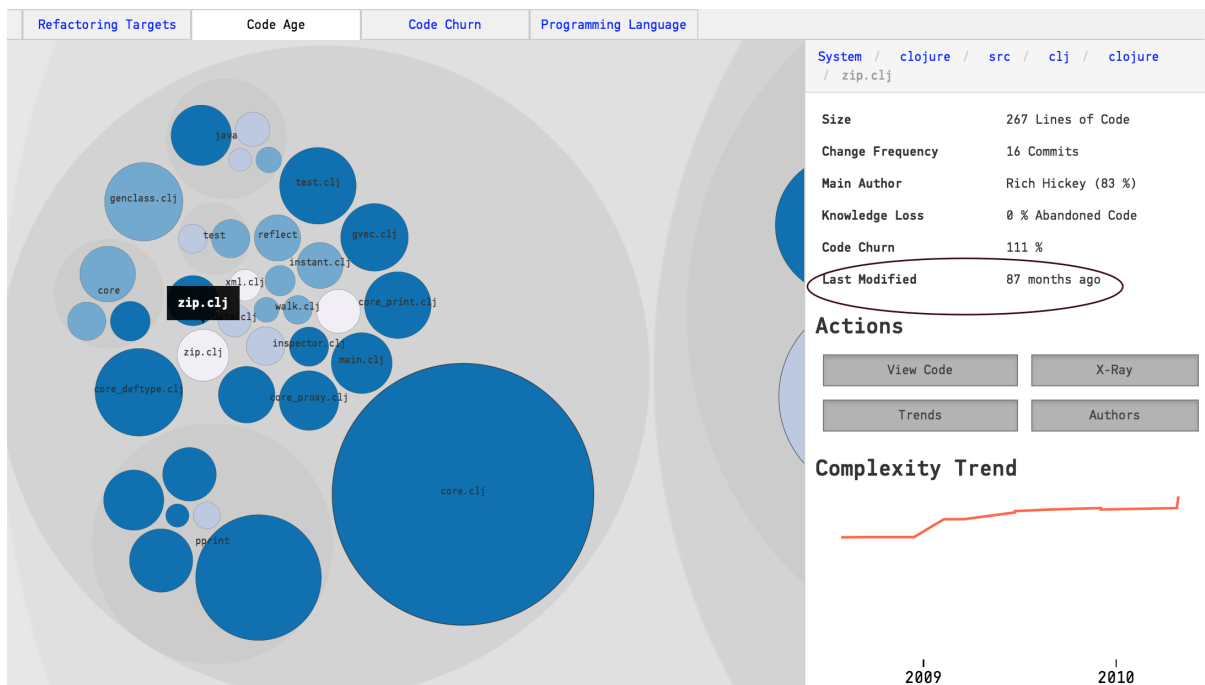 Refactoring Targets
Code Age
Code Churn
Programming Language
System / clojure / src / clj / clojure
/ zip.clj
Size 267 Lines of Code
Change Frequency 16 Commits
Main Author Rich Hickey (83 %)
Knowledge Loss 0 % Abandoned Code
Code Churn 111 %
Last Modified 87 months ago
Actions
View Code
X-Ray
Trends
Authors
Complexity Trend
2009
2010
java
test.clj
genclass.clj
test
reflect
gvec.clj
instant.clj
xml.clj
core
zip.clj
walk.clj
core_print.clj
zip.clj
inspector.clj
main.clj
core_deftype.clj
core_proxy.clj
core.clj
pprint